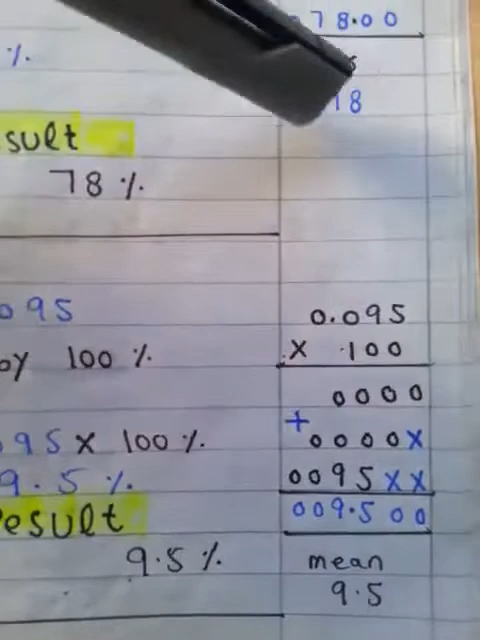 78.00
%.
18
sult
78 %.
095
0.095
oy 100 %
x .100
0000
+
0000x
95 x 100 %.
0095xx
9.5 %.
009.500
esult
9.5 %
mean
9.5